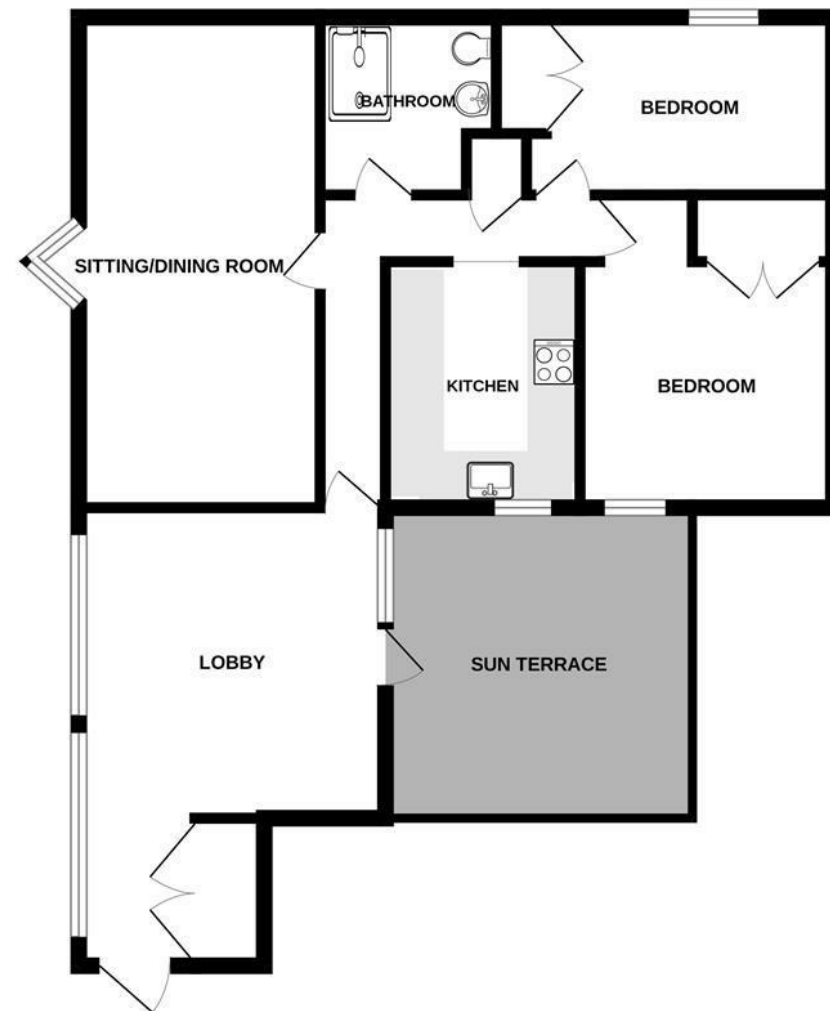 BATHROOM
BEDROOM
SITTING/DINING ROOM
KITCHEN
BEDROOM
LOBBY
SUN TERRACE